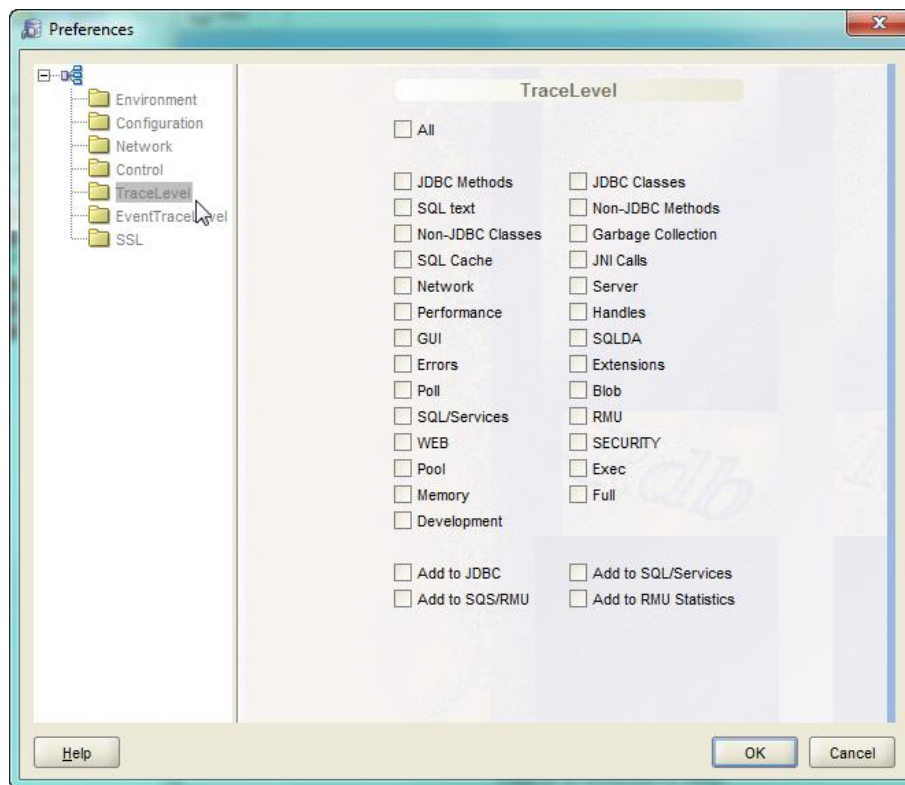 Preferences
Environment
Configuration
Network
Control
TraceLevel
EventTraceLevel
SSL
TraceLevel
All
JDBC Methods JDBC Classes
SQL text Non-JDBC Methods
Non-JDBC Classes Garbage Collection
SQL Cache JNI Calls
Network Server
Performance Handles
GUI SQLDA
Errors Extensions
Poll Blob
SQL/Services RMU
WEB SECURITY
Pool Exec
Memory Full
Development
Add to JDBC Add to SQL/Services
Add to SQS/RMU Add to RMU Statistics
Rdb
Help OK Cancel